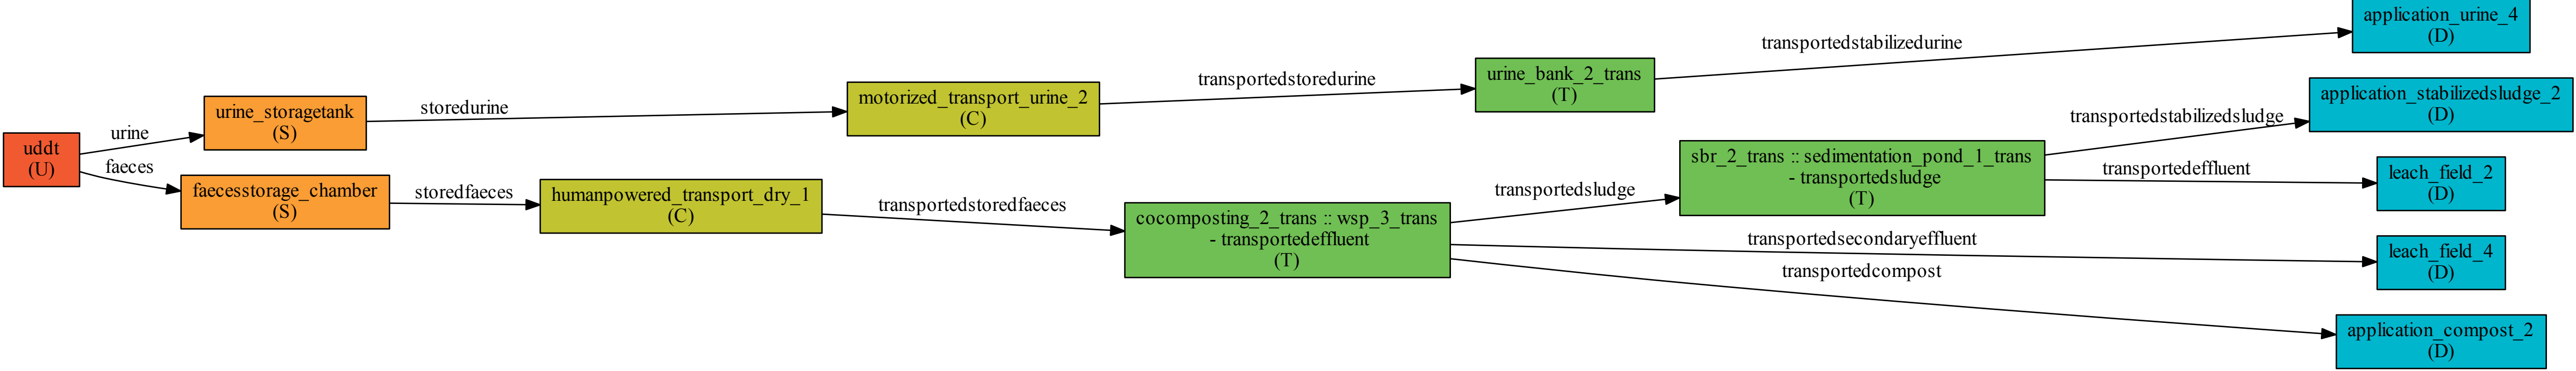 uddt
(U)
urine
faeces
urine_storagetank
(S)
faecesstorage_chamber
(S)
storedurine
storedfaeces
motorized_transport_urine_2
(C)
humanpowered_transport_dry_1
(C)
transportedstoredurine
transportedstoredfaeces
urine_bank_2_trans
(T)
cocomposting_2_trans :: wsp_3_trans
- transportedeffluent
(T)
transportedsludge
sbr_2_trans :: sedimentation_pond_1_trans
- transportedsludge
(T)
transportedstabilizedurine
transportedstabilizedsludge
transportedeffluent
transportedsecondaryeffluent
transportedcompost
application_urine_4
(D)
application_stabilizedsludge_2
(D)
leach_field_2
(D)
leach_field_4
(D)
application_compost_2
(D)